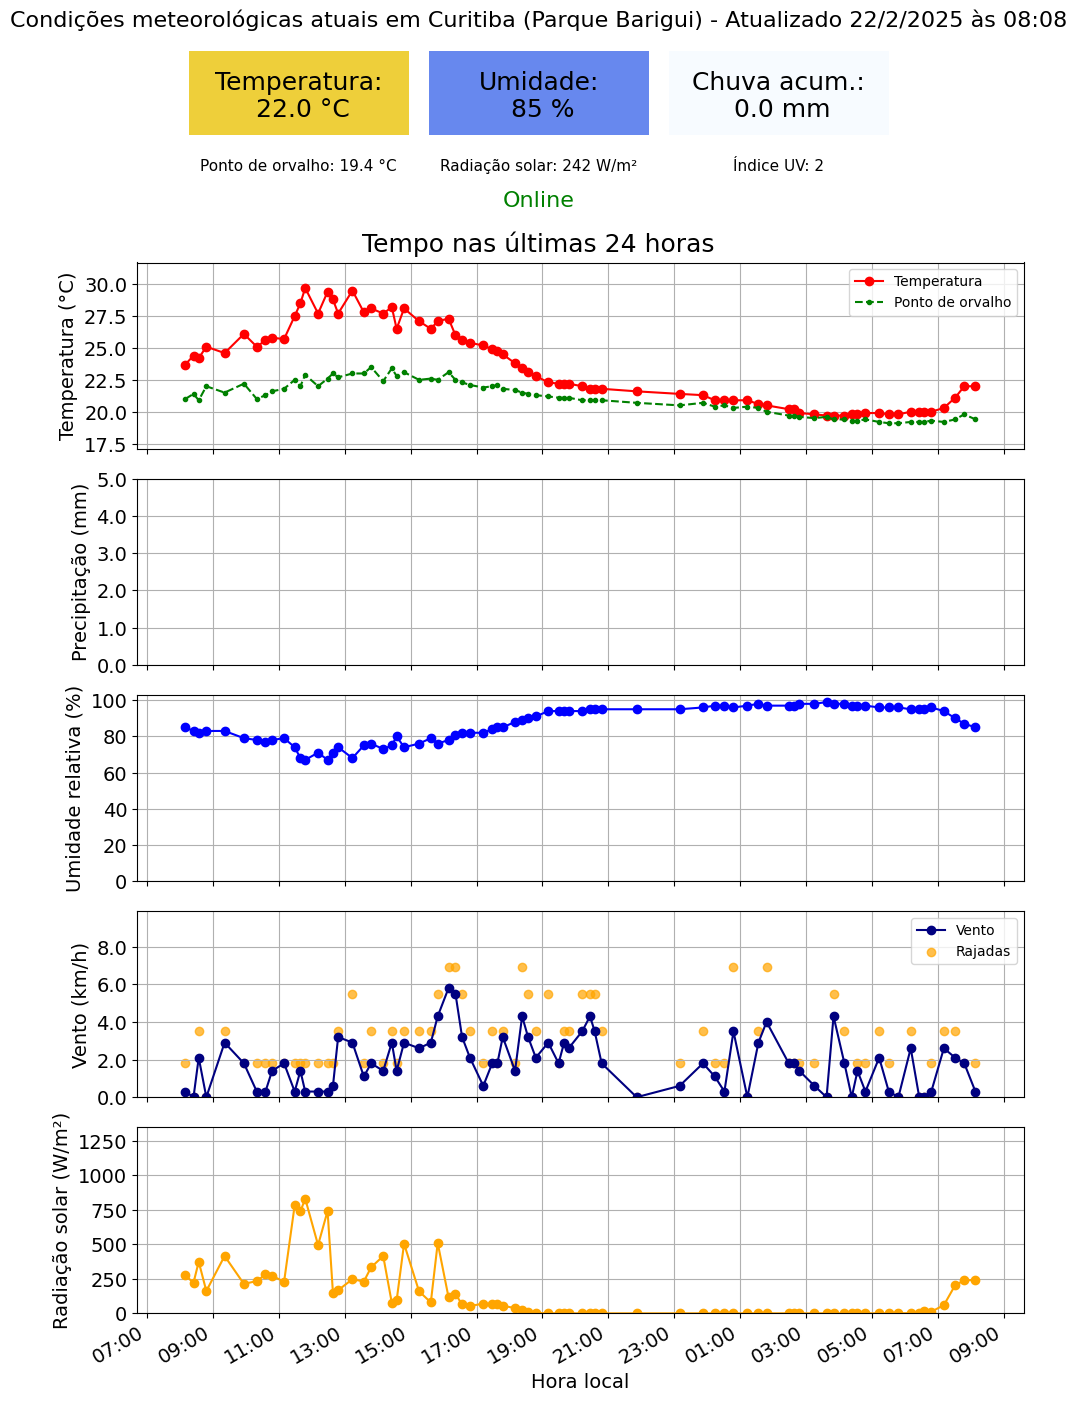 Condições meteorológicas atuais em Curitiba (Parque Barigui) - Atualizado 22/2/2025 às 08:08
Temperatura:
22.0 °C
Umidade:
85 %
Chuva acum.:
0.0 mm
Ponto de orvalho: 19.4 °C
Radiação solar: 242 W/m²
Índice UV: 2
Online
Tempo nas últimas 24 horas
Temperatura (°C)
30.0
27.5
25.0
22.5
20.0
17.5
Temperatura
Ponto de orvalho
Precipitação (mm)
5.0
4.0
3.0
2.0
1.0
0.0
Umidade relativa (%)
100
80
60
40
20
0
Vento (km/h)
8.0
6.0
4.0
2.0
0.0
Vento
Rajadas
Radiação solar (W/m²)
1250
1000
750
500
250
0
07:00
09:00
11:00
13:00
15:00
17:00
19:00
21:00
23:00
01:00
03:00
05:00
07:00
09:00
Hora local